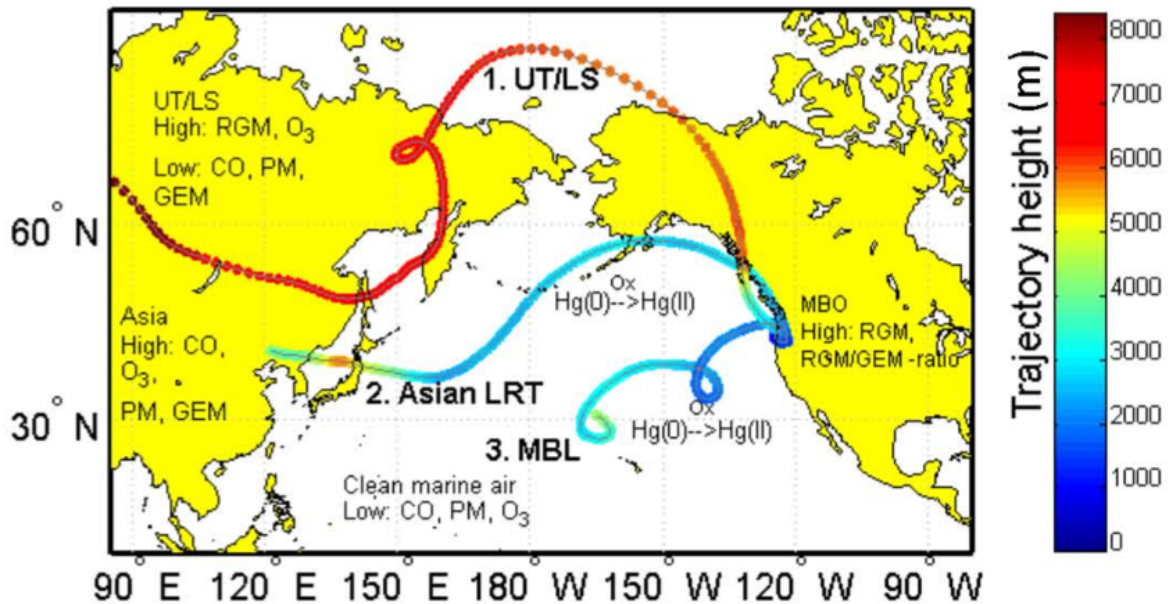 1. UT/LS
UT/LS
High: RGM, O₃
Low: CO, PM,
GEM
60° N
Asia
High: CO,
O₃,
PM, GEM
2. Asian LRT
Ox
Hg(0)-->Hg(II)
MBO
High: RGM,
RGM/GEM -ratio
30° N
3. MBL
Ox
Hg(0)-->Hg(II)
Clean marine air
Low: CO, PM, O₃
90° E 120° E 150° E 180° W 150° W 120° W 90° W
8000
7000
6000
5000
4000
3000
2000
1000
0
Trajectory height (m)